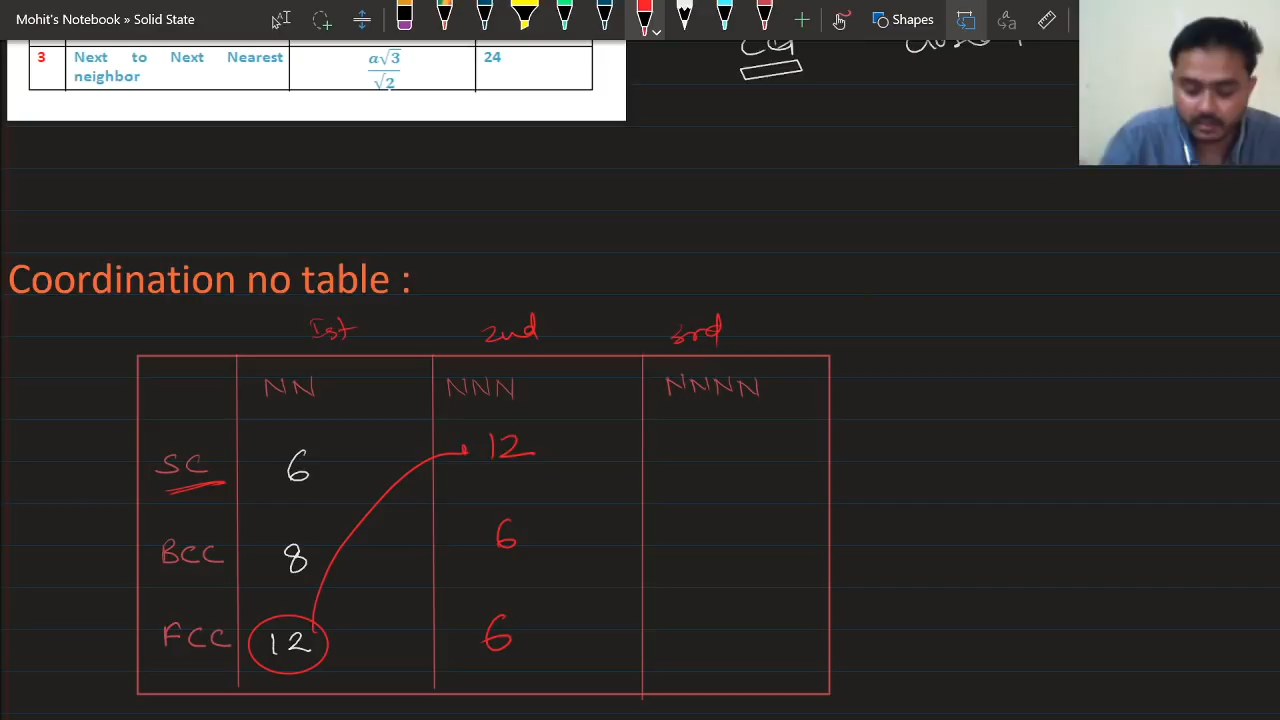 Mohit's Notebook » Solid State
Shapes
3 Next to Next Nearest neighbor a√3/√2 24
Coordination no table :
Ist 2nd 3rd
NN NNN NNNN
SC 6 12
BCC 8 6
FCC 12 6